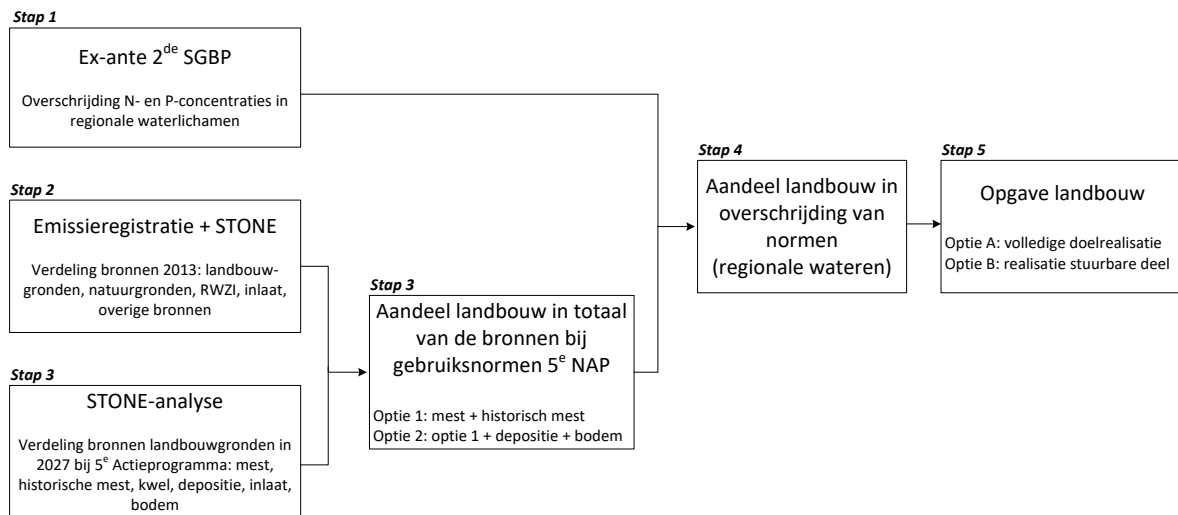 Stap 1
Ex-ante 2de SGBP
Overschrijding N- en P-concentraties in
regionale waterlichamen
Stap 2
Emissieregistratie + STONE
Verdeling bronnen 2013: landbouw-
gronden, natuurgronden, RWZI, inlaat,
overige bronnen
Stap 3
STONE-analyse
Verdeling bronnen landbouwgronden in
2027 bij 5e Actieprogramma: mest,
historische mest, kwel, depositie, inlaat,
bodem
Stap 3
Aandeel landbouw in totaal
van de bronnen bij
gebruiksnormen 5e NAP
Optie 1: mest + historisch mest
Optie 2: optie 1 + depositie + bodem
Stap 4
Aandeel landbouw in
overschrijding van
normen
(regionale wateren)
Stap 5
Opgave landbouw
Optie A: volledige doelrealisatie
Optie B: realisatie stuurbare deel